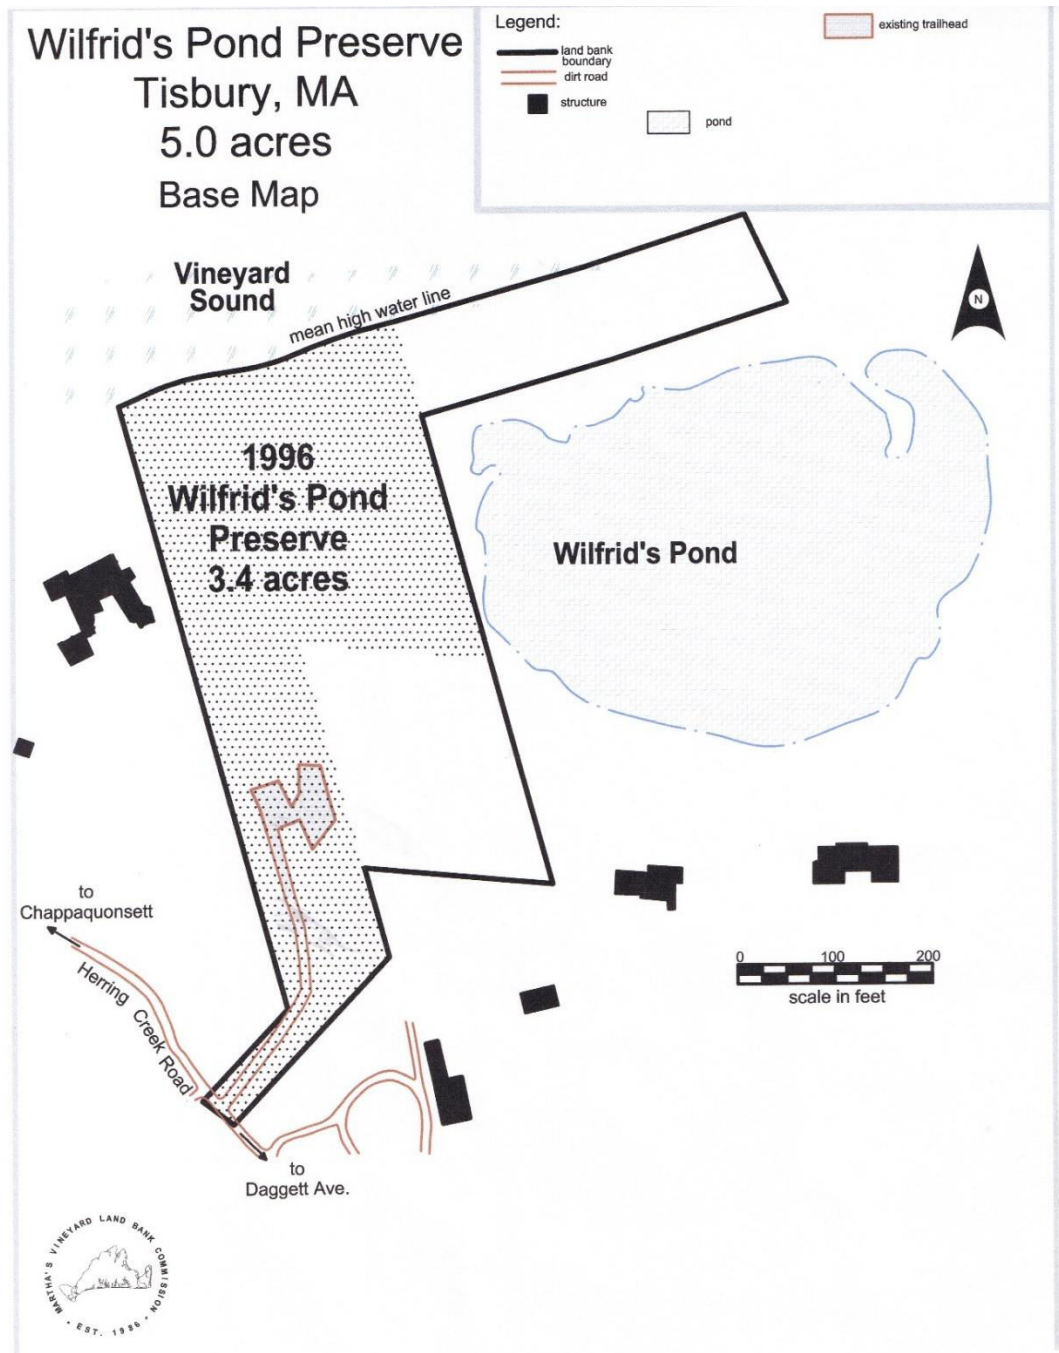 Wilfrid's Pond Preserve
Tisbury, MA
5.0 acres
Base Map
Legend:
land bank
boundary
dirt road
structure
pond
existing trailhead
Vineyard
Sound
mean high water line
N
1996
Wilfrid's Pond
Preserve
3.4 acres
Wilfrid's Pond
to
Chappaquonsett
Herring Creek Road
0 100 200
scale in feet
to
Daggett Ave.
MARTHA'S VINEYARD LAND BANK COMMISSION
· EST. 1986 ·